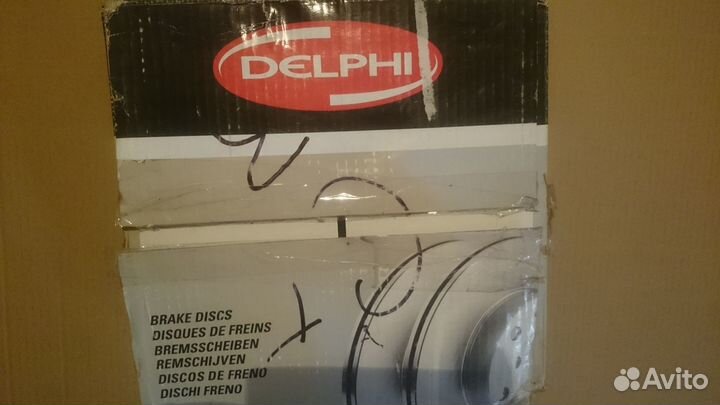 DELPHI
BRAKE DISCS
DISQUES DE FREINS
BREMSSCHEIBEN
REMSCHIJVEN
DISCOS DE FRENO
DISCHI FRENO
Avito